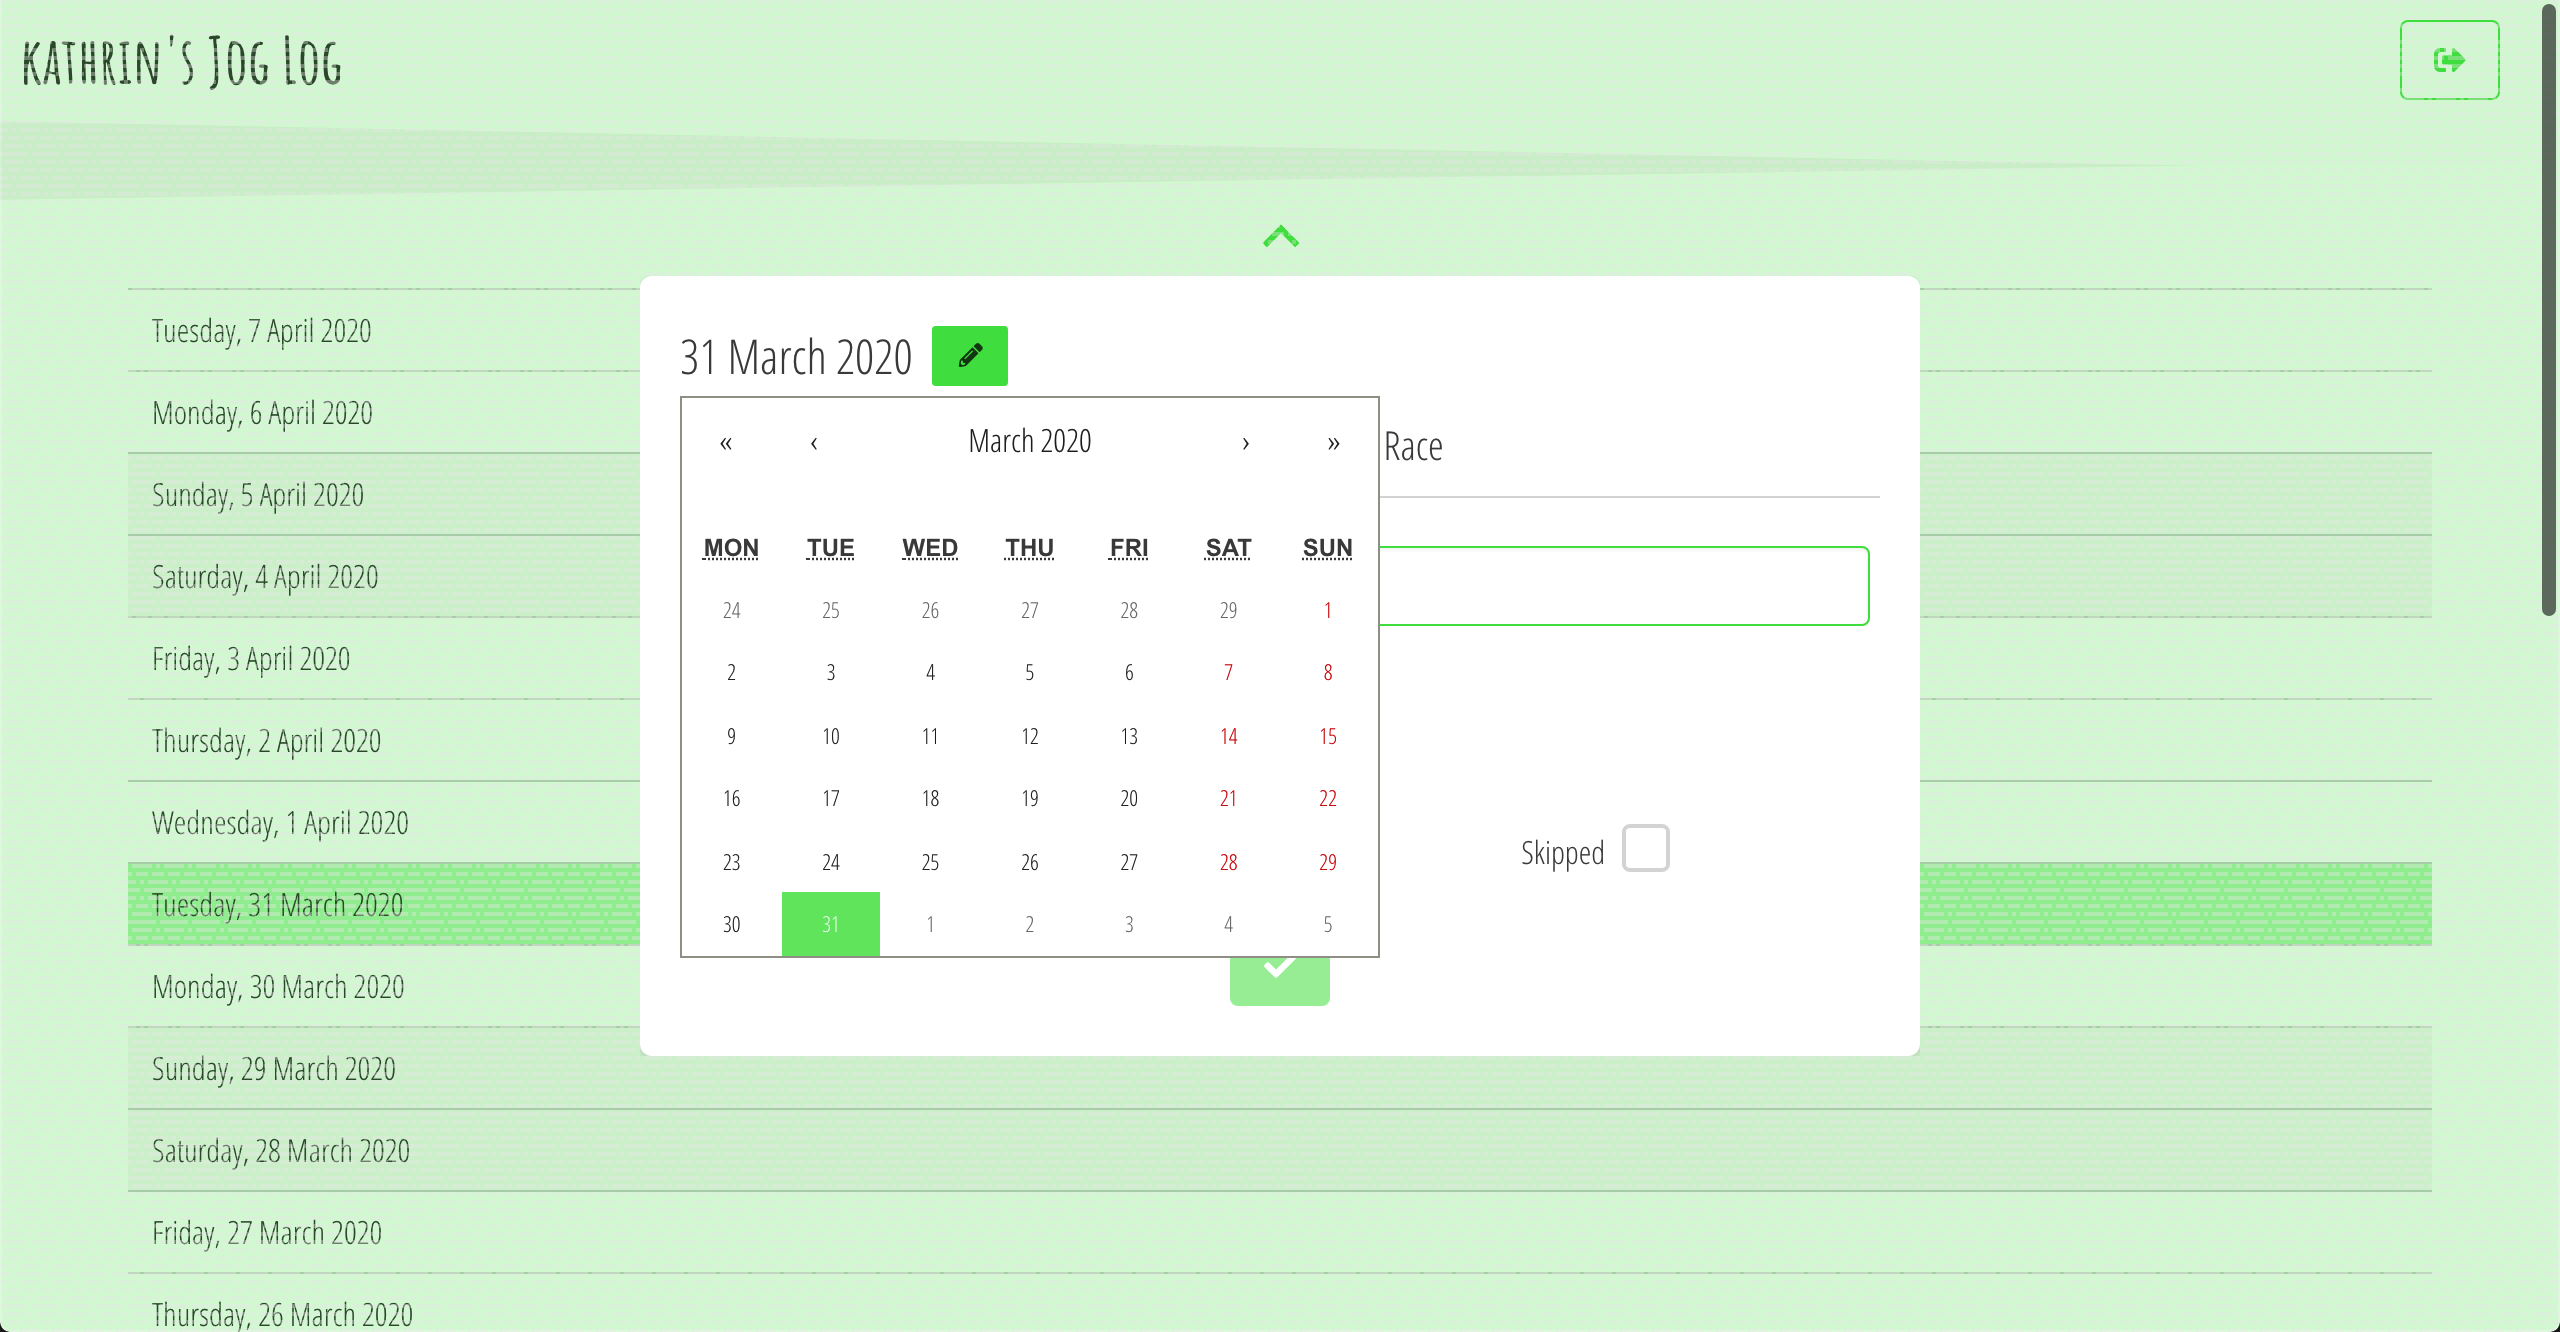 KATHRIN'S JOG LOG
31 March 2020
Race
« ‹ March 2020 › »
MON TUE WED THU FRI SAT SUN
24 25 26 27 28 29 1
2 3 4 5 6 7 8
9 10 11 12 13 14 15
16 17 18 19 20 21 22
23 24 25 26 27 28 29
30 31 1 2 3 4 5
Skipped
Tuesday, 7 April 2020
Monday, 6 April 2020
Sunday, 5 April 2020
Saturday, 4 April 2020
Friday, 3 April 2020
Thursday, 2 April 2020
Wednesday, 1 April 2020
Tuesday, 31 March 2020
Monday, 30 March 2020
Sunday, 29 March 2020
Saturday, 28 March 2020
Friday, 27 March 2020
Thursday, 26 March 2020